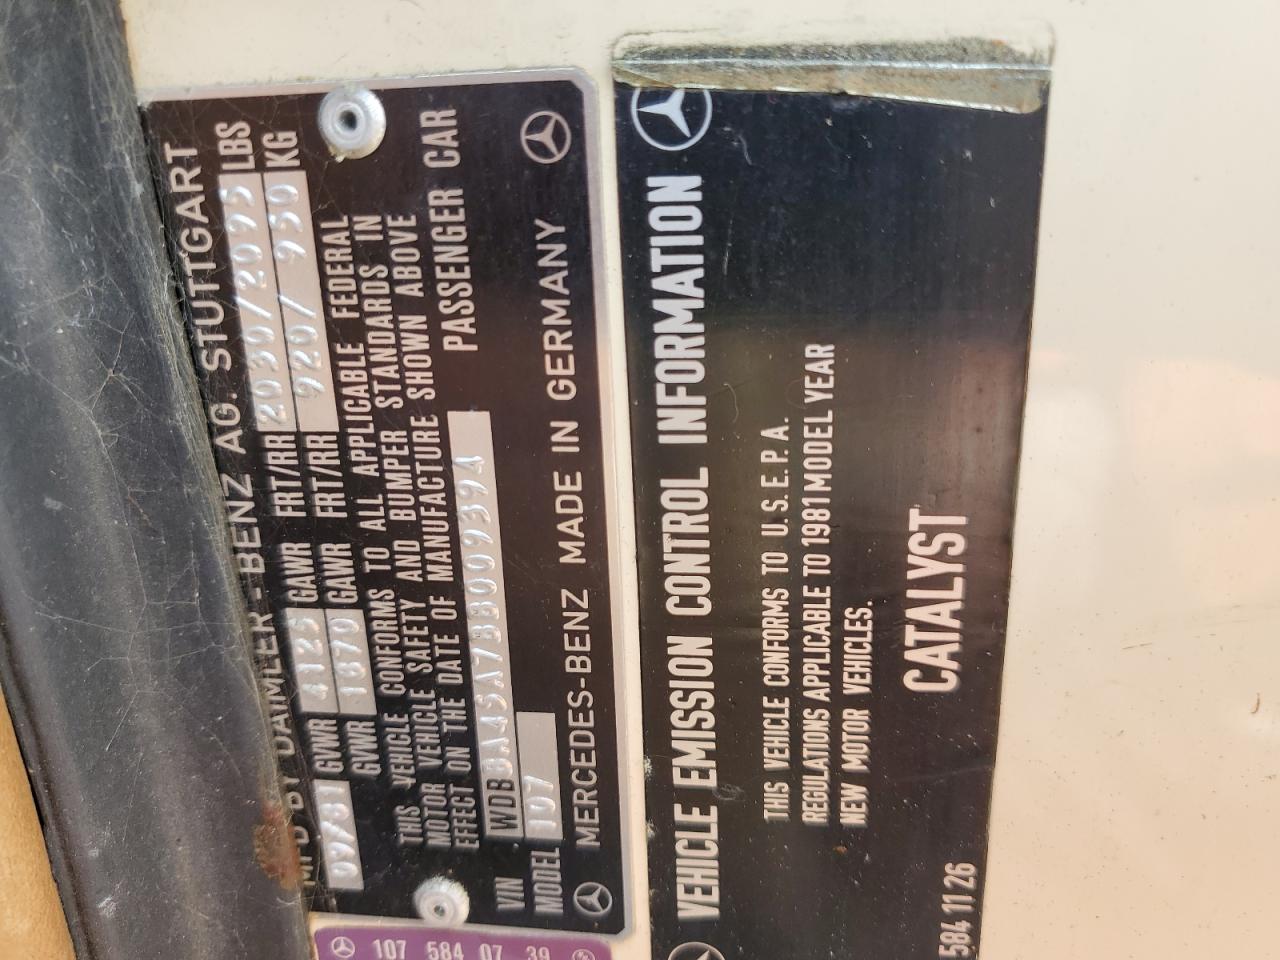 MFD BY DAIMLER-BENZ AG. STUTTGART
09/81 GVWR 4125 GAWR FRT/RR 2030/2095 LBS
GVWR 1870 GAWR FRT/RR 920/ 950 KG
THIS VEHICLE CONFORMS TO ALL APPLICABLE FEDERAL
MOTOR VEHICLE SAFETY AND BUMPER STANDARDS IN
EFFECT ON THE DATE OF MANUFACTURE SHOWN ABOVE
PASSENGER CAR
VIN WDBBA45A7BB009394
MODEL 107
MERCEDES-BENZ MADE IN GERMANY
107 584 07 39
VEHICLE EMISSION CONTROL INFORMATION
THIS VEHICLE CONFORMS TO U.S.E.P.A.
REGULATIONS APPLICABLE TO 1981 MODEL YEAR
NEW MOTOR VEHICLES.
CATALYST
584 11 26